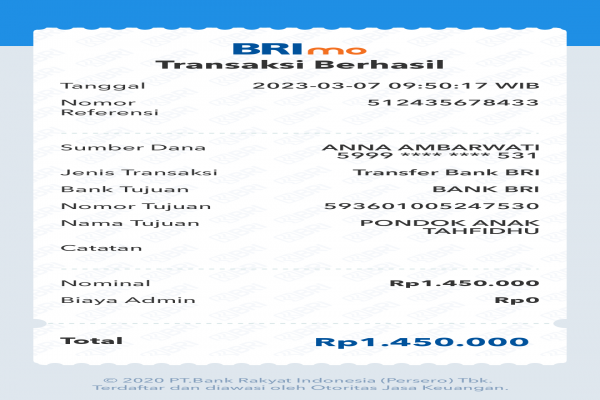 BRImo
Transaksi Berhasil
Tanggal 2023-03-07 09:50:17 WIB
Nomor Referensi 512435678433
Sumber Dana ANNA AMBARWATI
5999 **** **** 531
Jenis Transaksi Transfer Bank BRI
Bank Tujuan BANK BRI
Nomor Tujuan 593601005247530
Nama Tujuan PONDOK ANAK
TAHFIDHU
Catatan
Nominal Rp1.450.000
Biaya Admin Rp0
Total Rp1.450.000
© 2020 PT.Bank Rakyat Indonesia (Persero) Tbk.
Terdaftar dan diawasi oleh Otoritas Jasa Keuangan.